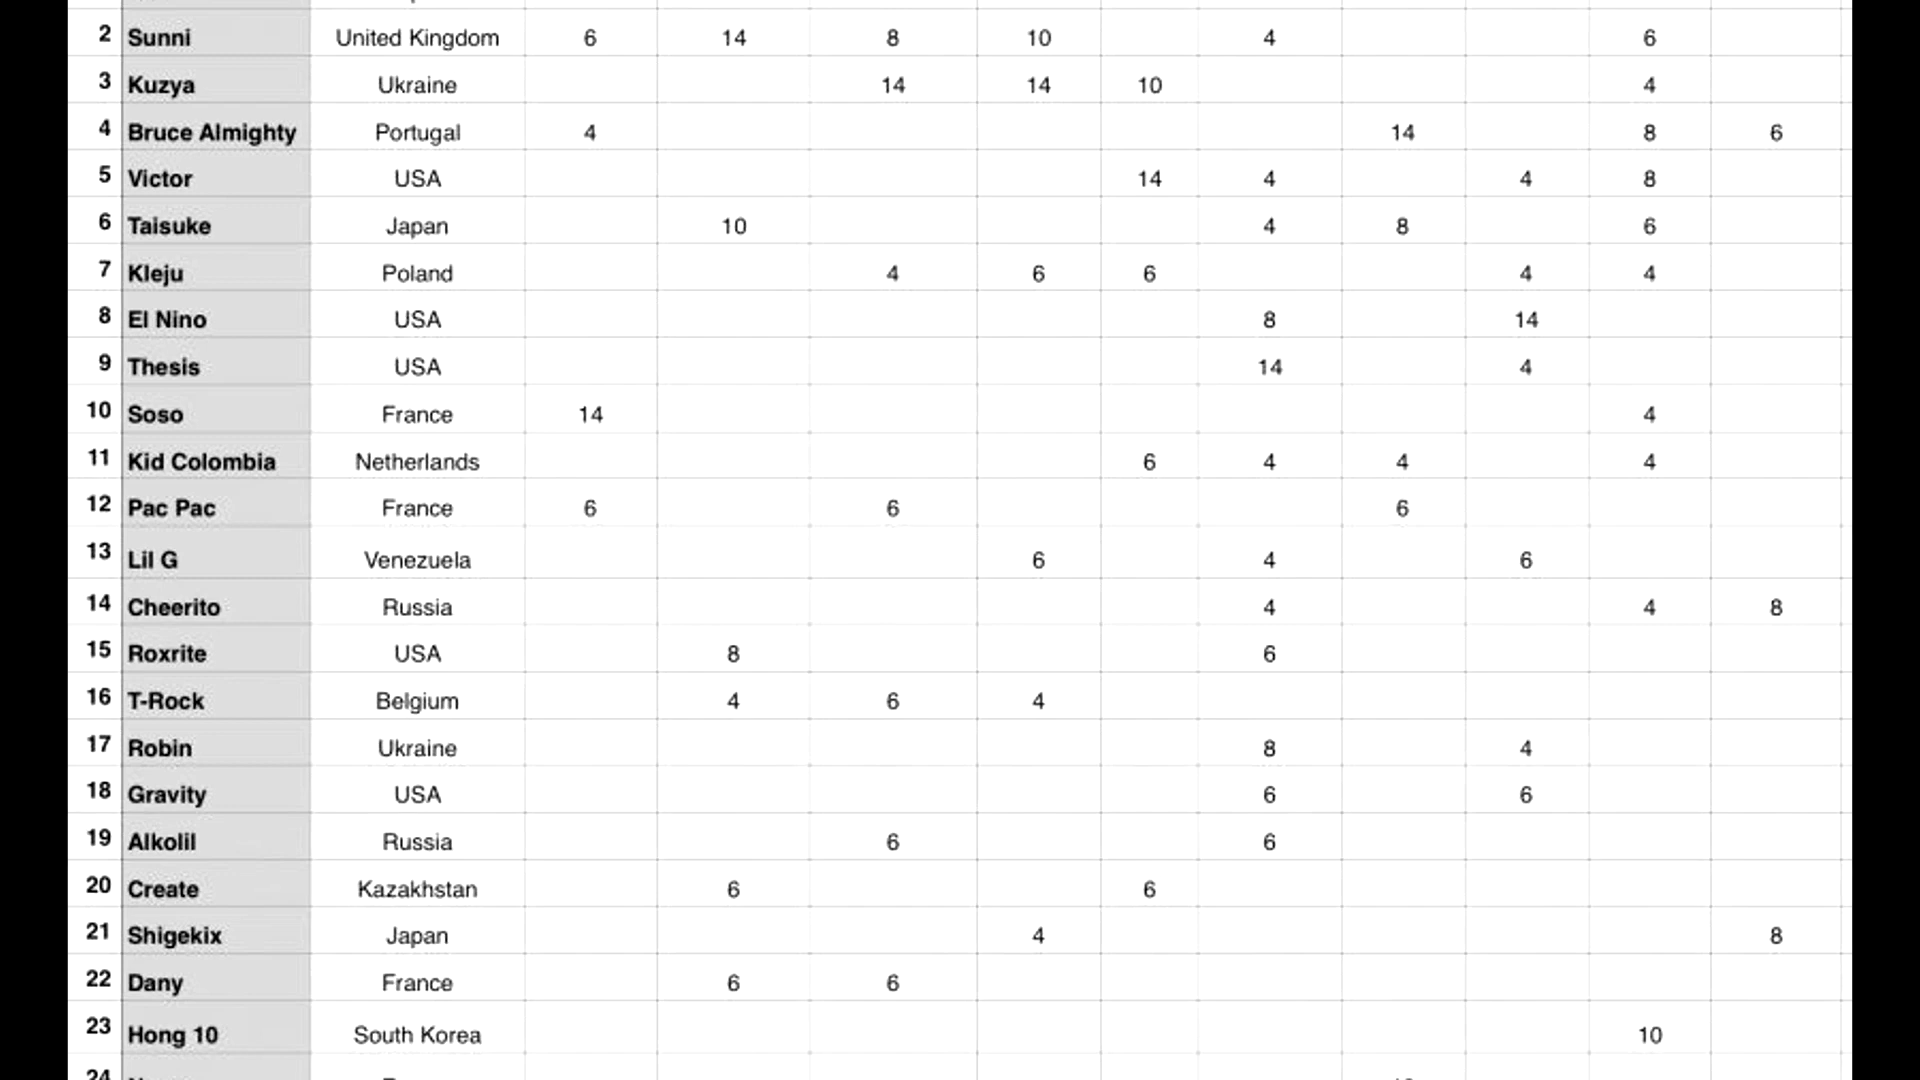 2 Sunni United Kingdom 6 14 8 10 4 6
3 Kuzya Ukraine 14 14 10 4
4 Bruce Almighty Portugal 4 14 8 6
5 Victor USA 14 4 4 8
6 Taisuke Japan 10 4 8 6
7 Kleju Poland 4 6 6 4 4
8 El Nino USA 8 14
9 Thesis USA 14 4
10 Soso France 14 4
11 Kid Colombia Netherlands 6 4 4 4
12 Pac Pac France 6 6 6
13 Lil G Venezuela 6 4 6
14 Cheerito Russia 4 4 8
15 Roxrite USA 8 6
16 T-Rock Belgium 4 6 4
17 Robin Ukraine 8 4
18 Gravity USA 6 6
19 Alkolil Russia 6 6
20 Create Kazakhstan 6 6
21 Shigekix Japan 4 8
22 Dany France 6 6
23 Hong 10 South Korea 10
24